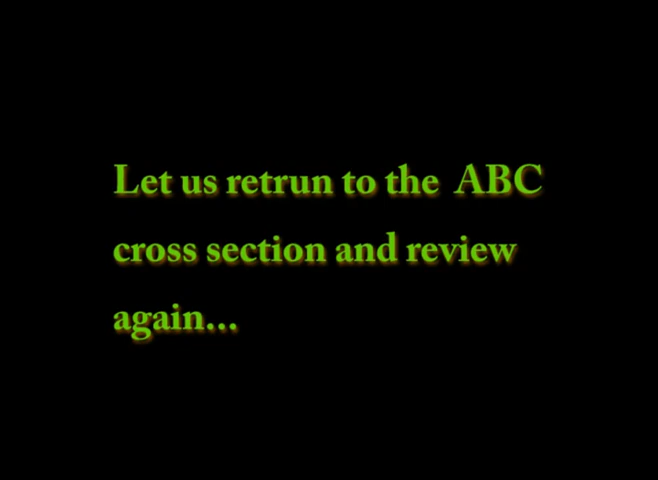 Let us retrun to the ABC
cross section and review
again...